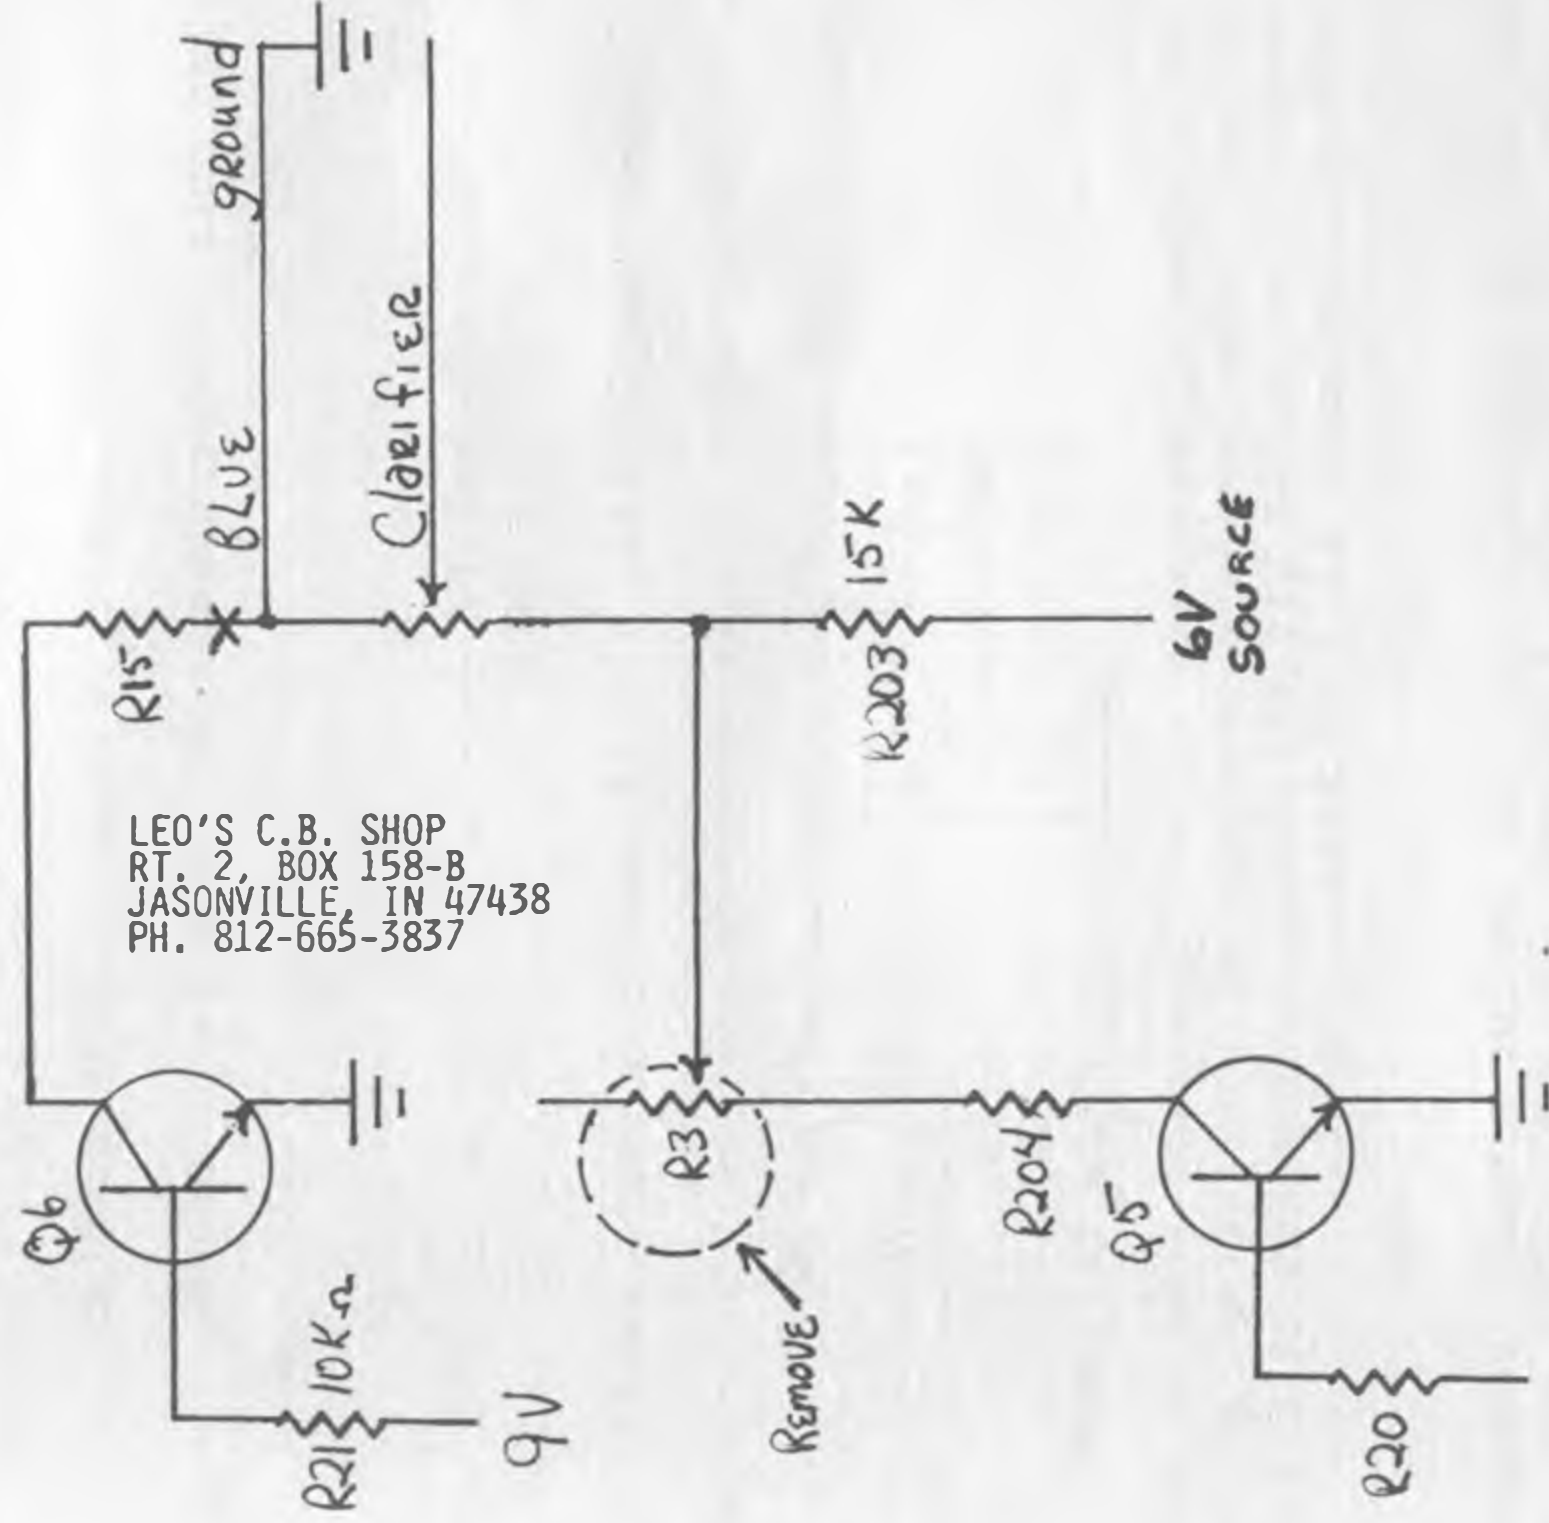 ground
BLUE
Clarifier
R15
15K
R203
6V
SOURCE
LEO'S C.B. SHOP
RT. 2, BOX 158-B
JASONVILLE, IN 47438
PH. 812-665-3837
Q6
R21 10KΩ
9V
R3
REMOVE
R204
Q5
R20